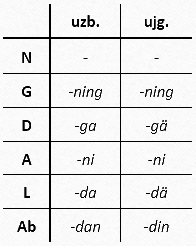 uzb. ujg.
N - -
G -ning -ning
D -ga -gä
A -ni -ni
L -da -dä
Ab -dan -din